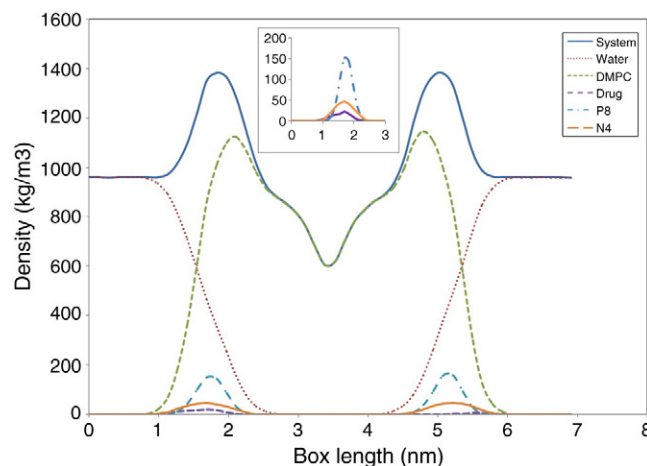 1600
1400
1200
1000
800
600
400
200
0
Density (kg/m3)
0 1 2 3 4 5 6 7 8
Box length (nm)
200
150
100
50
0
0 1 2 3
System
Water
DMPC
Drug
P8
N4